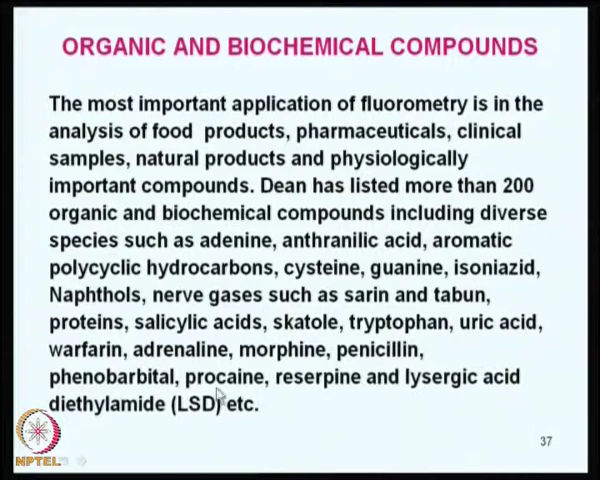 ORGANIC AND BIOCHEMICAL COMPOUNDS
The most important application of fluorometry is in the
analysis of food products, pharmaceuticals, clinical
samples, natural products and physiologically
important compounds. Dean has listed more than 200
organic and biochemical compounds including diverse
species such as adenine, anthranilic acid, aromatic
polycyclic hydrocarbons, cysteine, guanine, isoniazid,
Naphthols, nerve gases such as sarin and tabun,
proteins, salicylic acids, skatole, tryptophan, uric acid,
warfarin, adrenaline, morphine, penicillin,
phenobarbital, procaine, reserpine and lysergic acid
diethylamide (LSD) etc.
37
NPTEL